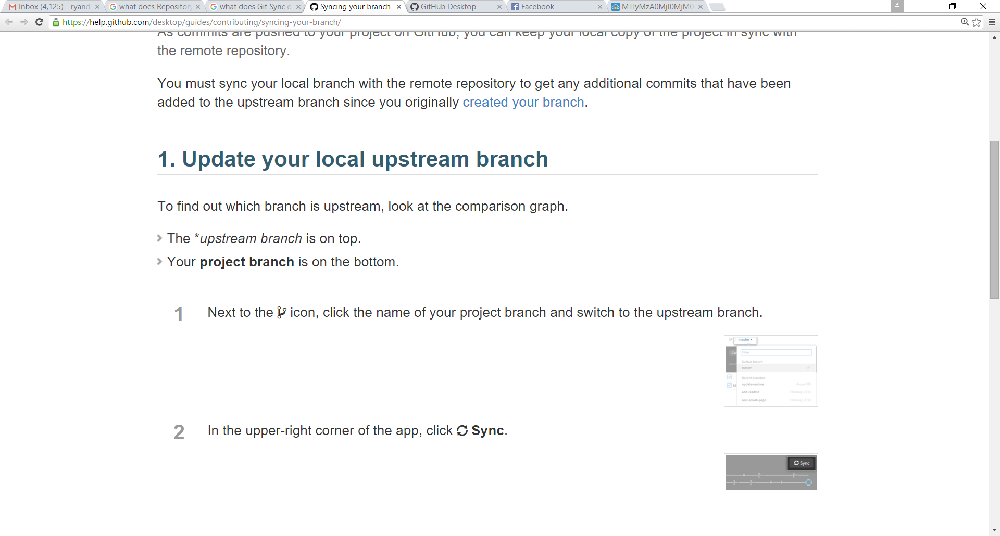 Inbox (4,125) - ryand
what does Repository
what does Git Sync d
Syncing your branch
GitHub Desktop
Facebook
MTIyMzA0MjI0MjM0
https://help.github.com/desktop/guides/contributing/syncing-your-branch/
As commits are pushed to your project on GitHub, you can keep your local copy of the project in sync with
the remote repository.
You must sync your local branch with the remote repository to get any additional commits that have been
added to the upstream branch since you originally created your branch.
1. Update your local upstream branch
To find out which branch is upstream, look at the comparison graph.
The *upstream branch is on top.
Your project branch is on the bottom.
1 Next to the icon, click the name of your project branch and switch to the upstream branch.
master
Filter
Default branch
master
Recent branches
update-readme August 06
add-readme February, 2014
new-splash-page February, 2014
2 In the upper-right corner of the app, click Sync.
Sync